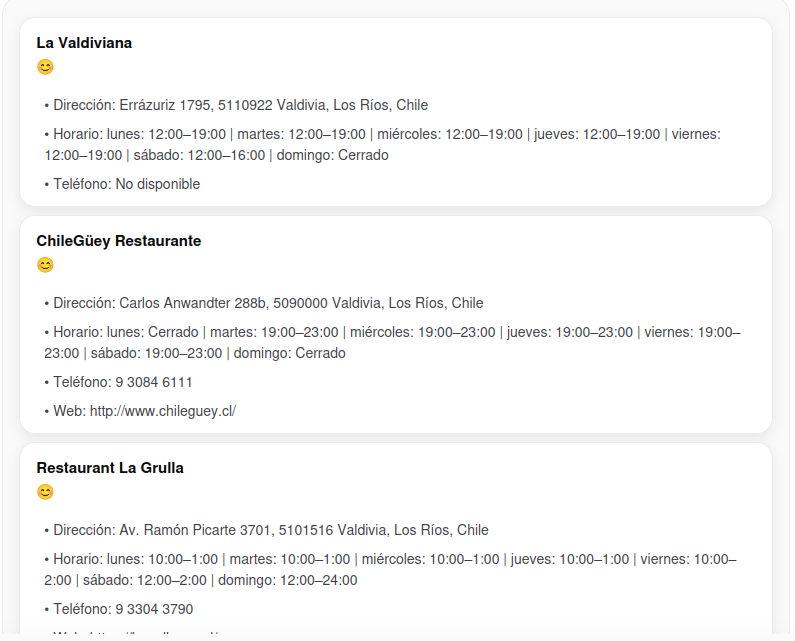 La Valdiviana
😊
• Dirección: Errázuriz 1795, 5110922 Valdivia, Los Ríos, Chile
• Horario: lunes: 12:00–19:00 | martes: 12:00–19:00 | miércoles: 12:00–19:00 | jueves: 12:00–19:00 | viernes:
12:00–19:00 | sábado: 12:00–16:00 | domingo: Cerrado
• Teléfono: No disponible
ChileGüey Restaurante
😊
• Dirección: Carlos Anwandter 288b, 5090000 Valdivia, Los Ríos, Chile
• Horario: lunes: Cerrado | martes: 19:00–23:00 | miércoles: 19:00–23:00 | jueves: 19:00–23:00 | viernes: 19:00–
23:00 | sábado: 19:00–23:00 | domingo: Cerrado
• Teléfono: 9 3084 6111
• Web: http://www.chileguey.cl/
Restaurant La Grulla
😊
• Dirección: Av. Ramón Picarte 3701, 5101516 Valdivia, Los Ríos, Chile
• Horario: lunes: 10:00–1:00 | martes: 10:00–1:00 | miércoles: 10:00–1:00 | jueves: 10:00–1:00 | viernes: 10:00–
2:00 | sábado: 12:00–2:00 | domingo: 12:00–24:00
• Teléfono: 9 3304 3790